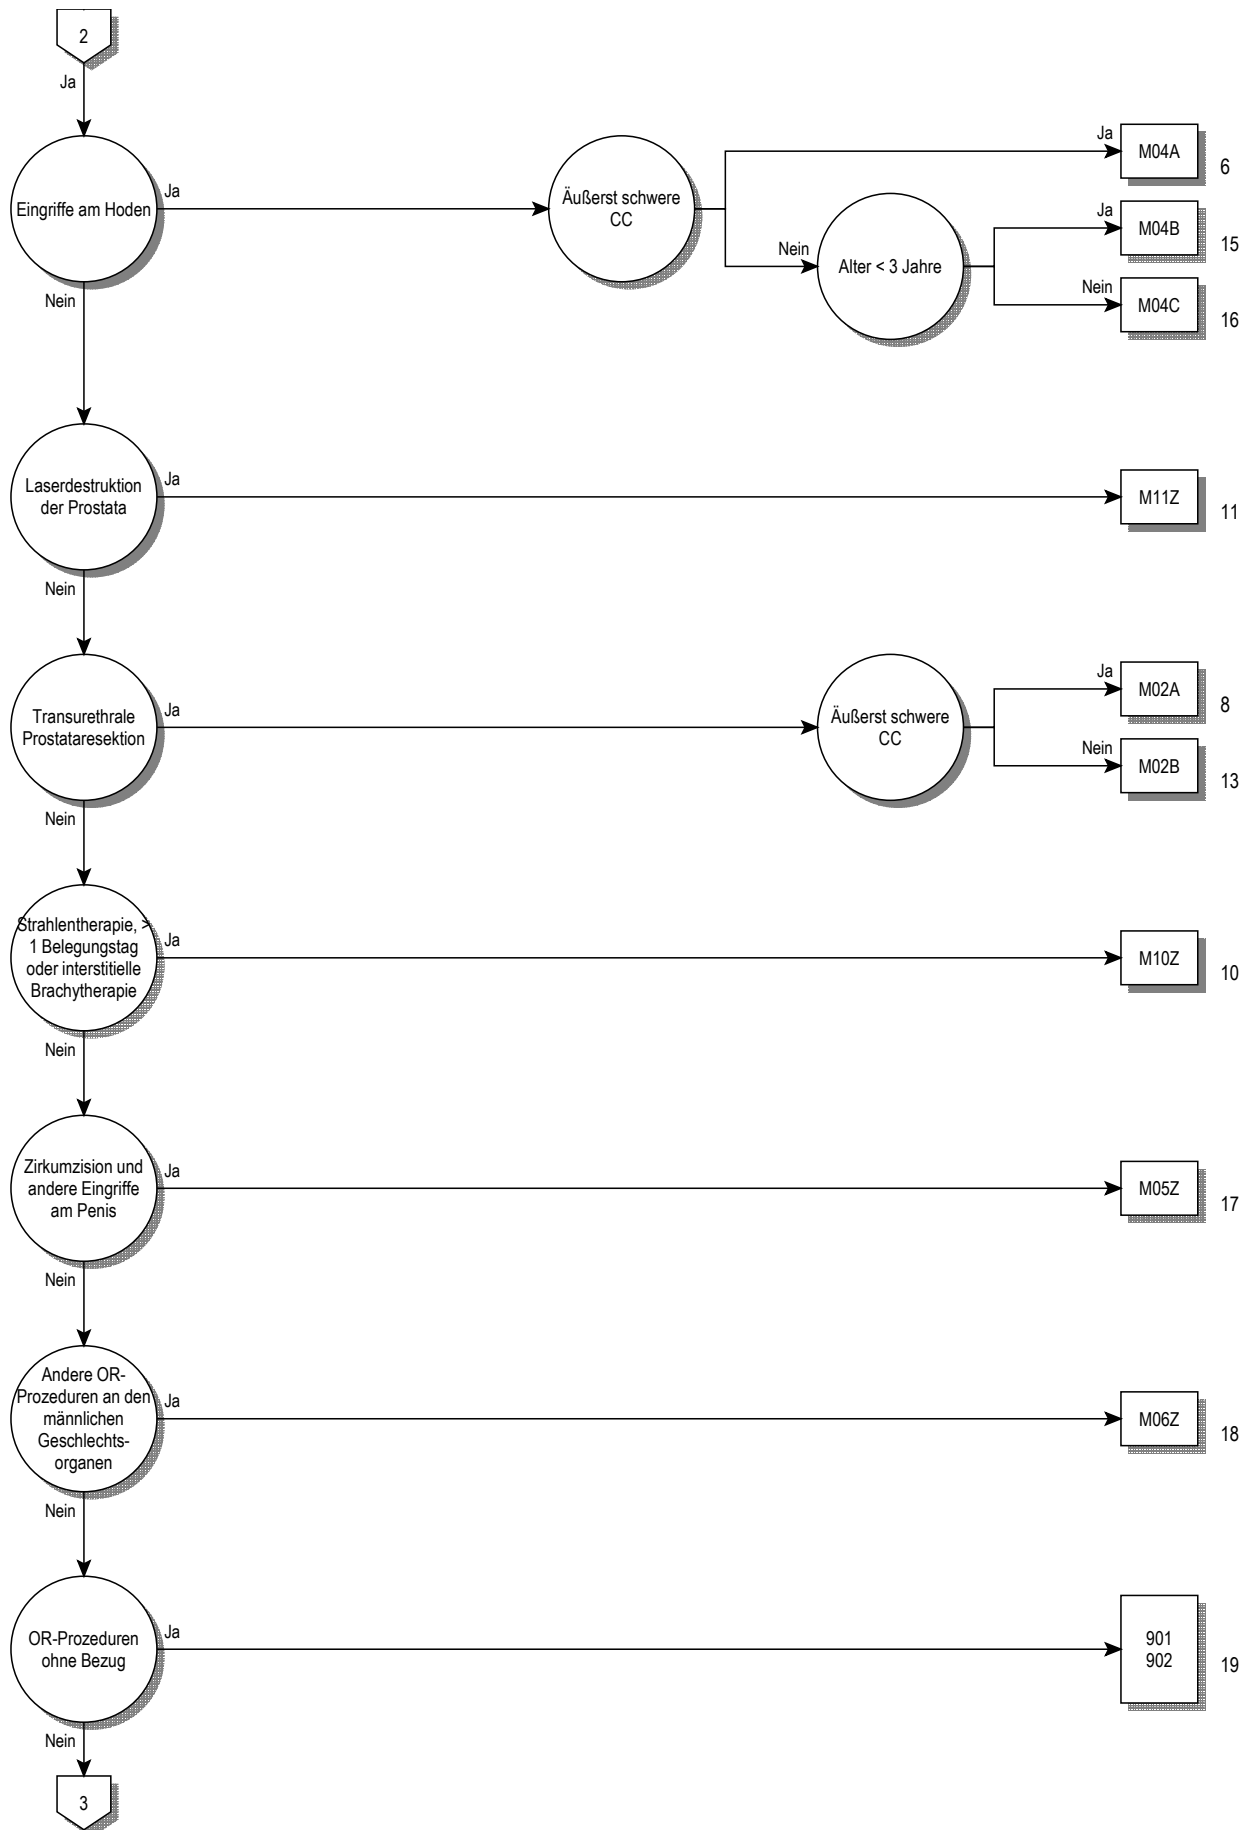 2
Ja
Eingriffe am Hoden
Ja
Äußerst schwere
CC
Ja
M04A
6
Nein
Alter < 3 Jahre
Ja
M04B
15
Nein
M04C
16
Nein
Laserdestruktion
der Prostata
Ja
M11Z
11
Nein
Transurethrale
Prostataresektion
Ja
Äußerst schwere
CC
Ja
M02A
8
Nein
M02B
13
Nein
Strahlentherapie, >
1 Belegungstag
oder interstitielle
Brachytherapie
Ja
M10Z
10
Nein
Zirkumzision und
andere Eingriffe
am Penis
Ja
M05Z
17
Nein
Andere OR-
Prozeduren an den
männlichen
Geschlechts-
organen
Ja
M06Z
18
Nein
OR-Prozeduren
ohne Bezug
Ja
901
902
19
Nein
3